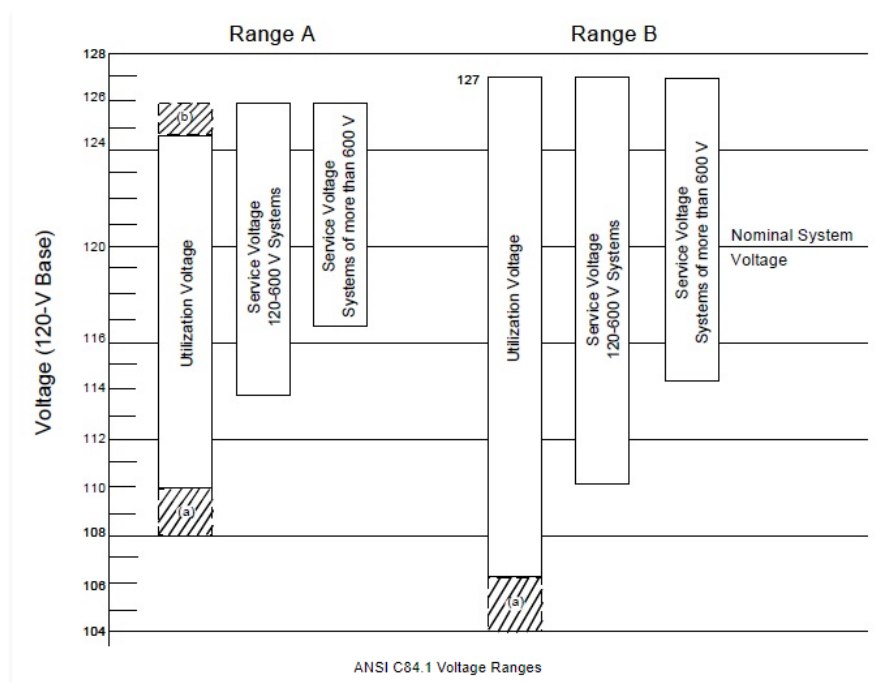 Range A
Range B
128
126
124
120
116
114
112
110
108
106
104
Voltage (120-V Base)
(b)
Utilization Voltage
(a)
Service Voltage
120-600 V Systems
Service Voltage
Systems of more than 600 V
127
Utilization Voltage
(a)
Service Voltage
120-600 V Systems
Service Voltage
Systems of more than 600 V
Nominal System
Voltage
ANSI C84.1 Voltage Ranges